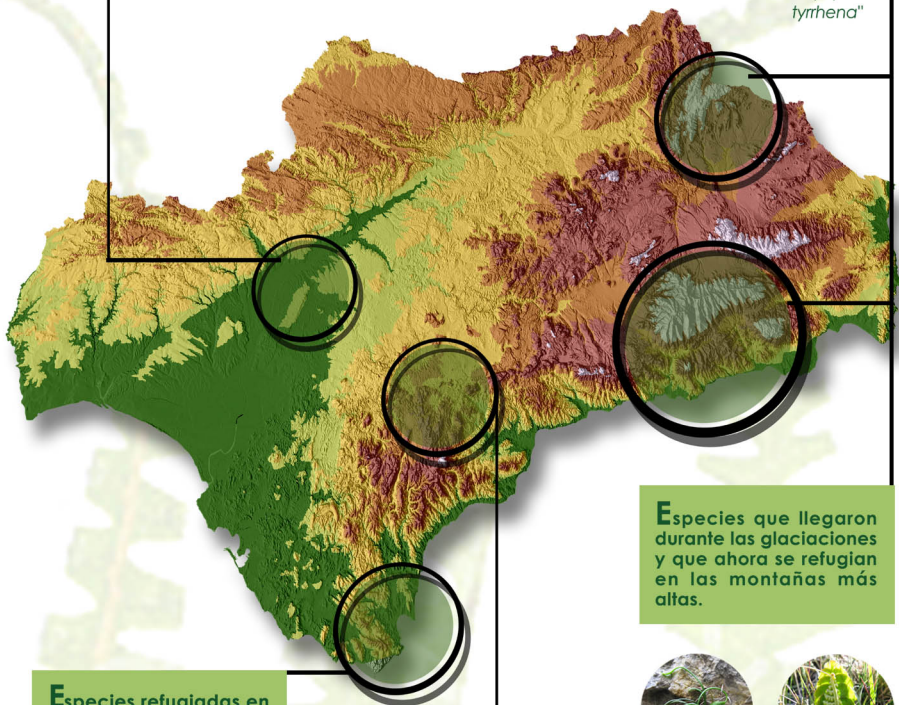 tyrrhena"
Especies que llegaron
durante las glaciaciones
y que ahora se refugian
en las montañas más
altas.
Especies refugiadas en